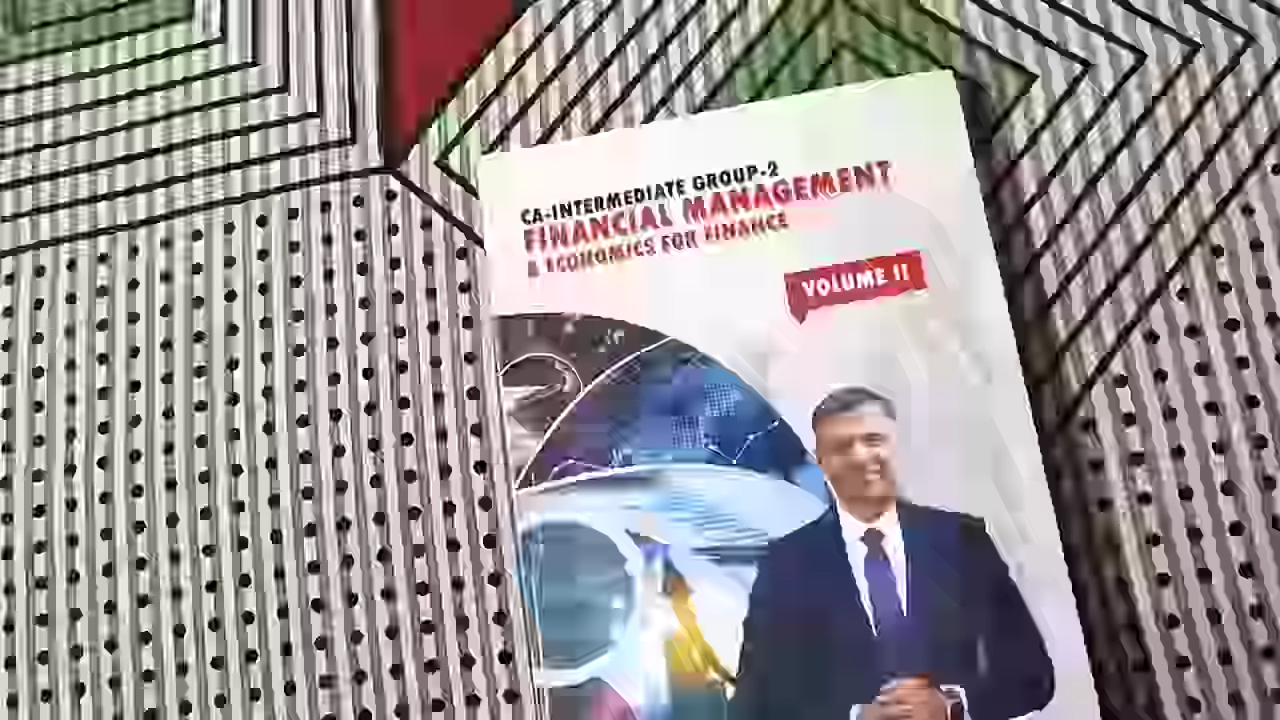 CA-INTERMEDIATE GROUP-2
FINANCIAL MANAGEMENT
& ECONOMICS FOR FINANCE
VOLUME II